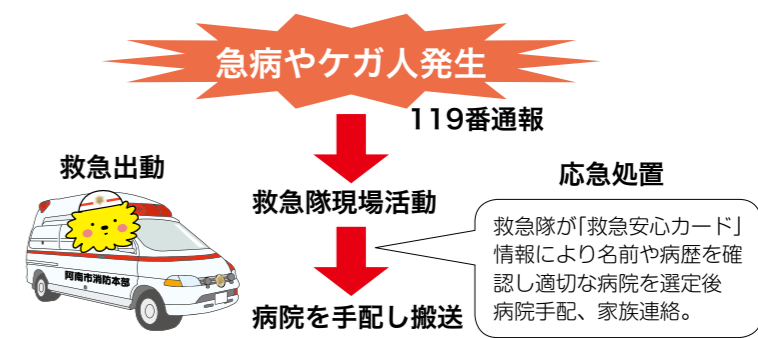 急病やケガ人発生
119番通報
救急出動
応急処置
救急隊現場活動
救急隊が｢救急安心カード｣
情報により名前や病歴を確
認し適切な病院を選定後
病院手配、家族連絡。
阿南市消防本部
病院を手配し搬送